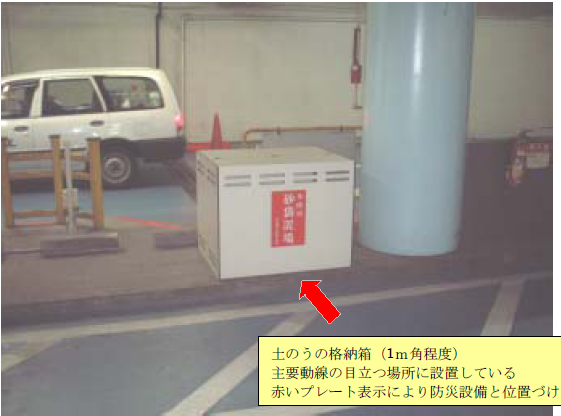 砂袋置場
土のうの格納箱（1ｍ角程度）
主要動線の目立つ場所に設置している
赤いプレート表示により防災設備と位置づけ